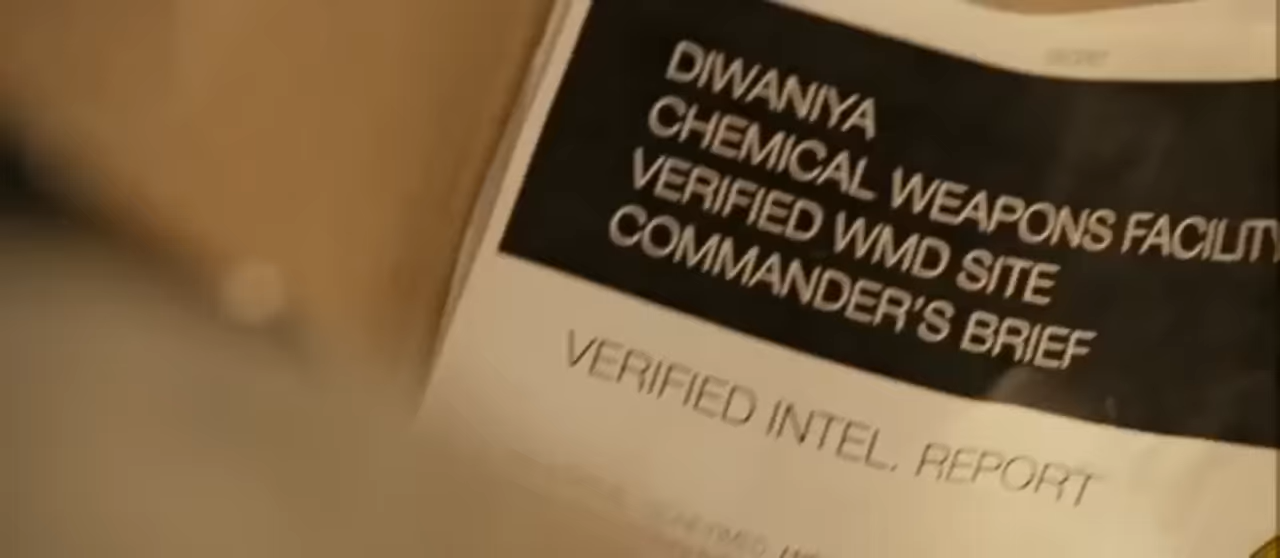 DIWANIYA
CHEMICAL WEAPONS FACILITY
VERIFIED WMD SITE
COMMANDER'S BRIEF
VERIFIED INTEL. REPORT